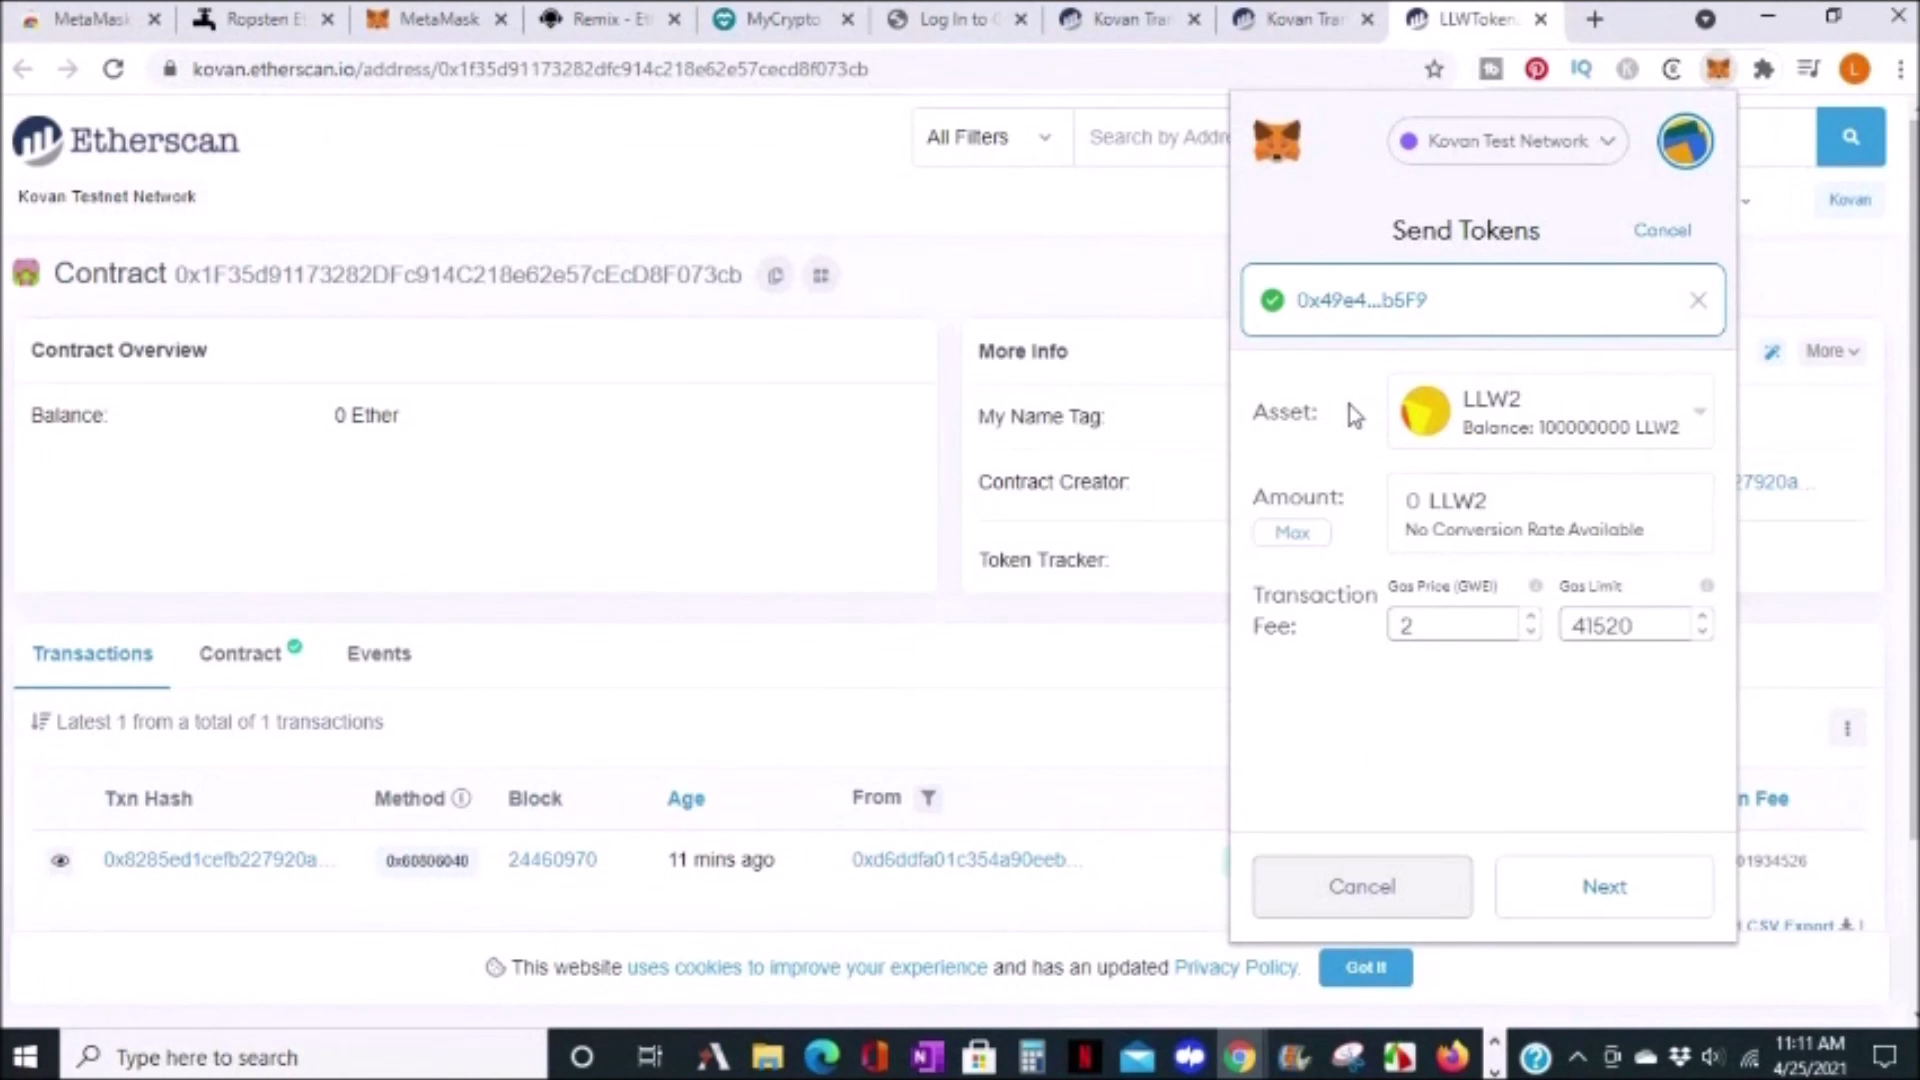 MetaMask
Ropsten E
MetaMask
Remix - Et
MyCrypto
Log In to
Kovan Tra
Kovan Tra
LLWToken
kovan.etherscan.io/address/0x1f35d91173282dfc914c218e62e57cecd8f073cb
Etherscan
All Filters
Search by Addre
Kovan Testnet Network
Kovan
Contract 0x1F35d91173282DFc914C218e62e57cEcD8F073cb
Contract Overview
Balance:
0 Ether
More Info
More
My Name Tag:
Contract Creator:
27920a...
Token Tracker:
Kovan Test Network
Send Tokens
Cancel
0x49e4...b5F9
Asset:
LLW2
Balance: 100000000 LLW2
Amount:
Max
0 LLW2
No Conversion Rate Available
Transaction
Fee:
Gas Price (GWEI)
Gas Limit
2
41520
Cancel
Next
Transactions
Contract
Events
Latest 1 from a total of 1 transactions
Txn Hash
Method
Block
Age
From
n Fee
0x8285ed1cefb227920a...
0x60806040
24460970
11 mins ago
0xd6ddfa01c354a90eeb...
01934526
CSV Export
This website uses cookies to improve your experience and has an updated Privacy Policy.
Got It
Type here to search
11:11 AM
4/25/2021